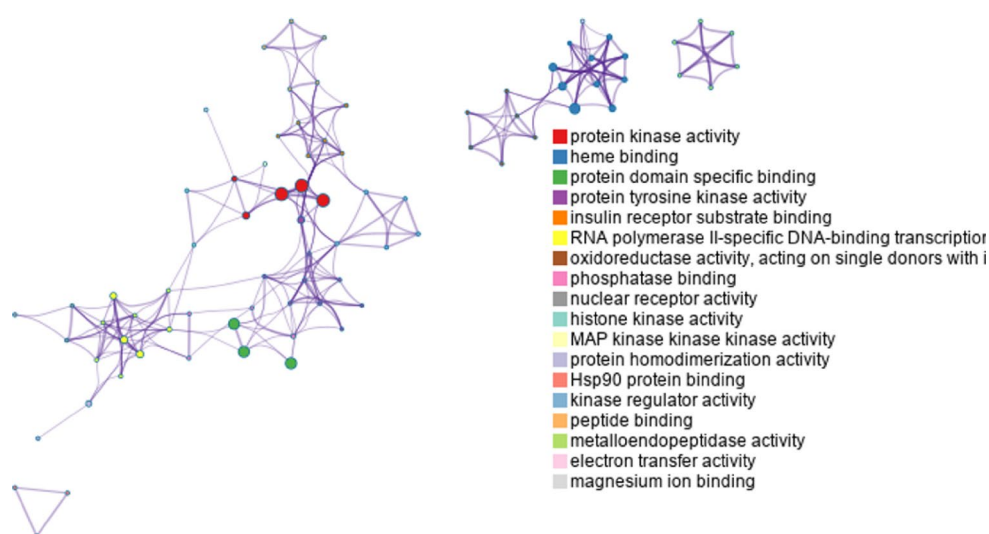 protein kinase activity
heme binding
protein domain specific binding
protein tyrosine kinase activity
insulin receptor substrate binding
RNA polymerase II-specific DNA-binding transcription
oxidoreductase activity, acting on single donors with i
phosphatase binding
nuclear receptor activity
histone kinase activity
MAP kinase kinase kinase activity
protein homodimerization activity
Hsp90 protein binding
kinase regulator activity
peptide binding
metalloendopeptidase activity
electron transfer activity
magnesium ion binding